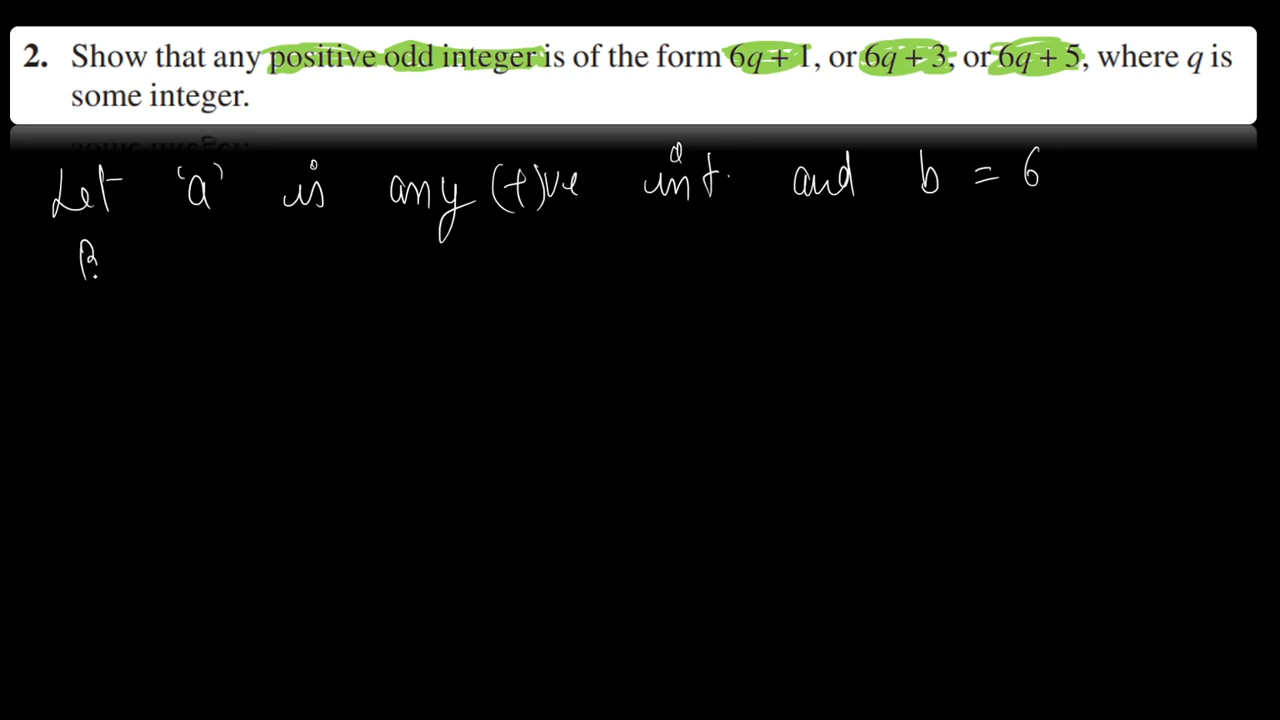 2. Show that any positive odd integer is of the form 6q + 1, or 6q + 3, or 6q + 5, where q is
some integer.
Let 'a' is any (+)ve int. and b = 6
B